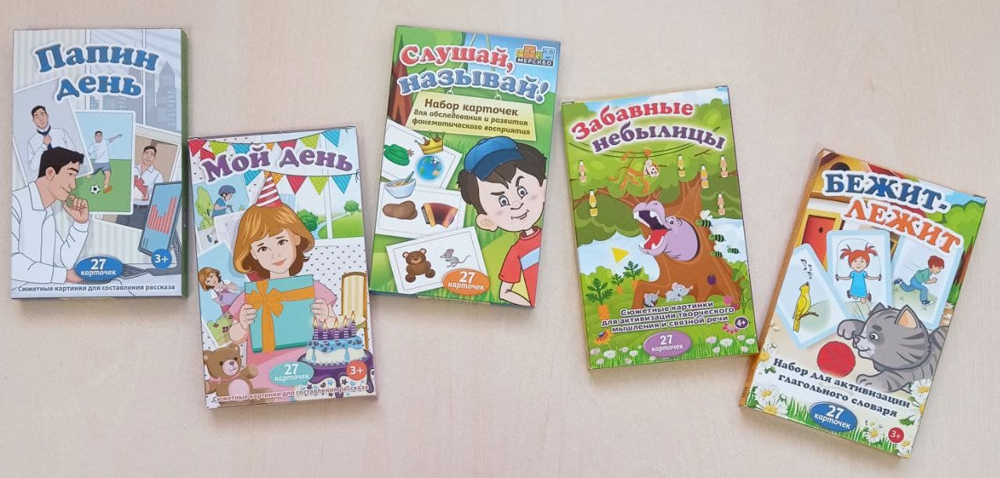 Папин
день
27
карточек
3+
Сюжетные картинки для составления рассказа
Мой день
27
карточек
3+
Сюжетные картинки для составления рассказа
МЕРСИБО
Слушай,
называй!
Набор карточек
для обследования и развития
фонематического восприятия
27
карточек
Забавные
небылицы
Сюжетные картинки
для активизации творческого
мышления и связной речи
4+
27
карточек
БЕЖИТ-
ЛЕЖИТ
Набор для активизации
глагольного словаря
27
карточек
3+